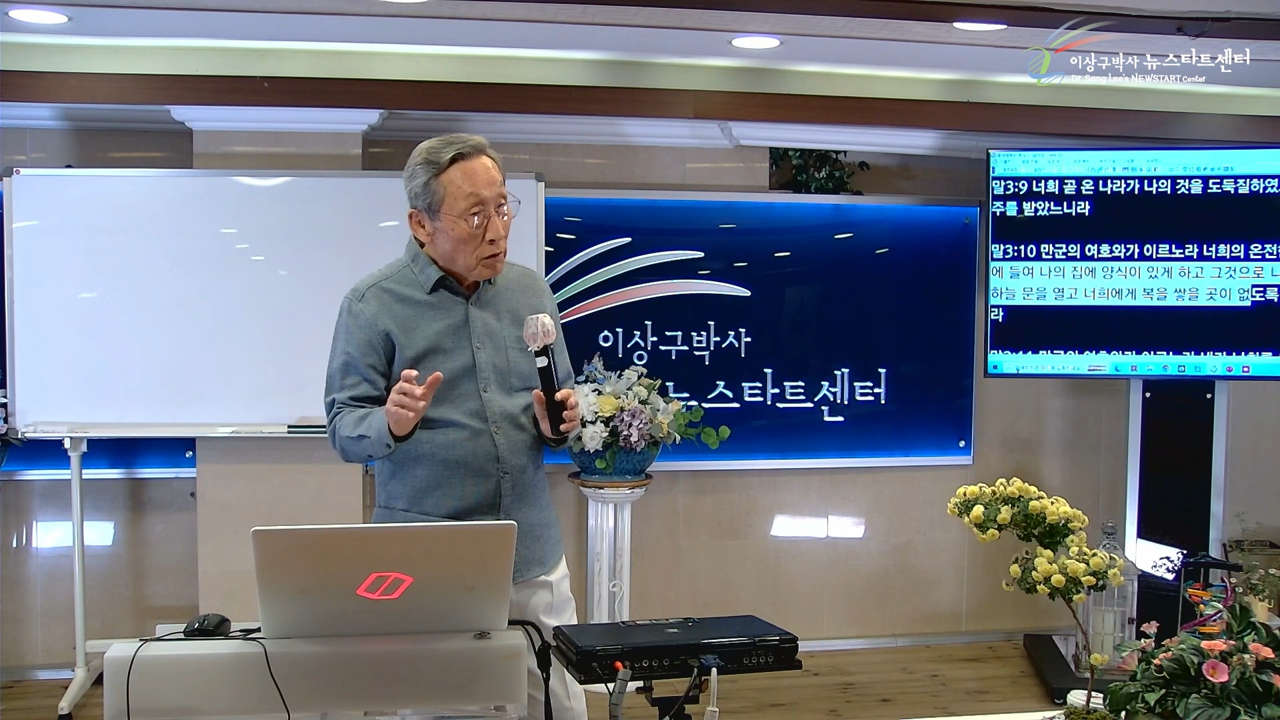 이상구박사 뉴스타트센터
Dr. Sang Lee's NEWSTART Center
말3:9 너희 곧 온 나라가 나의 것을 도둑질하였
주를 받았느니라
말3:10 만군의 여호와가 이르노라 너희의 온전
에 들여 나의 집에 양식이 있게 하고 그것으로 나
하늘 문을 열고 너희에게 복을 쌓을 곳이 없도록
라
이상구박사
뉴스타트센터